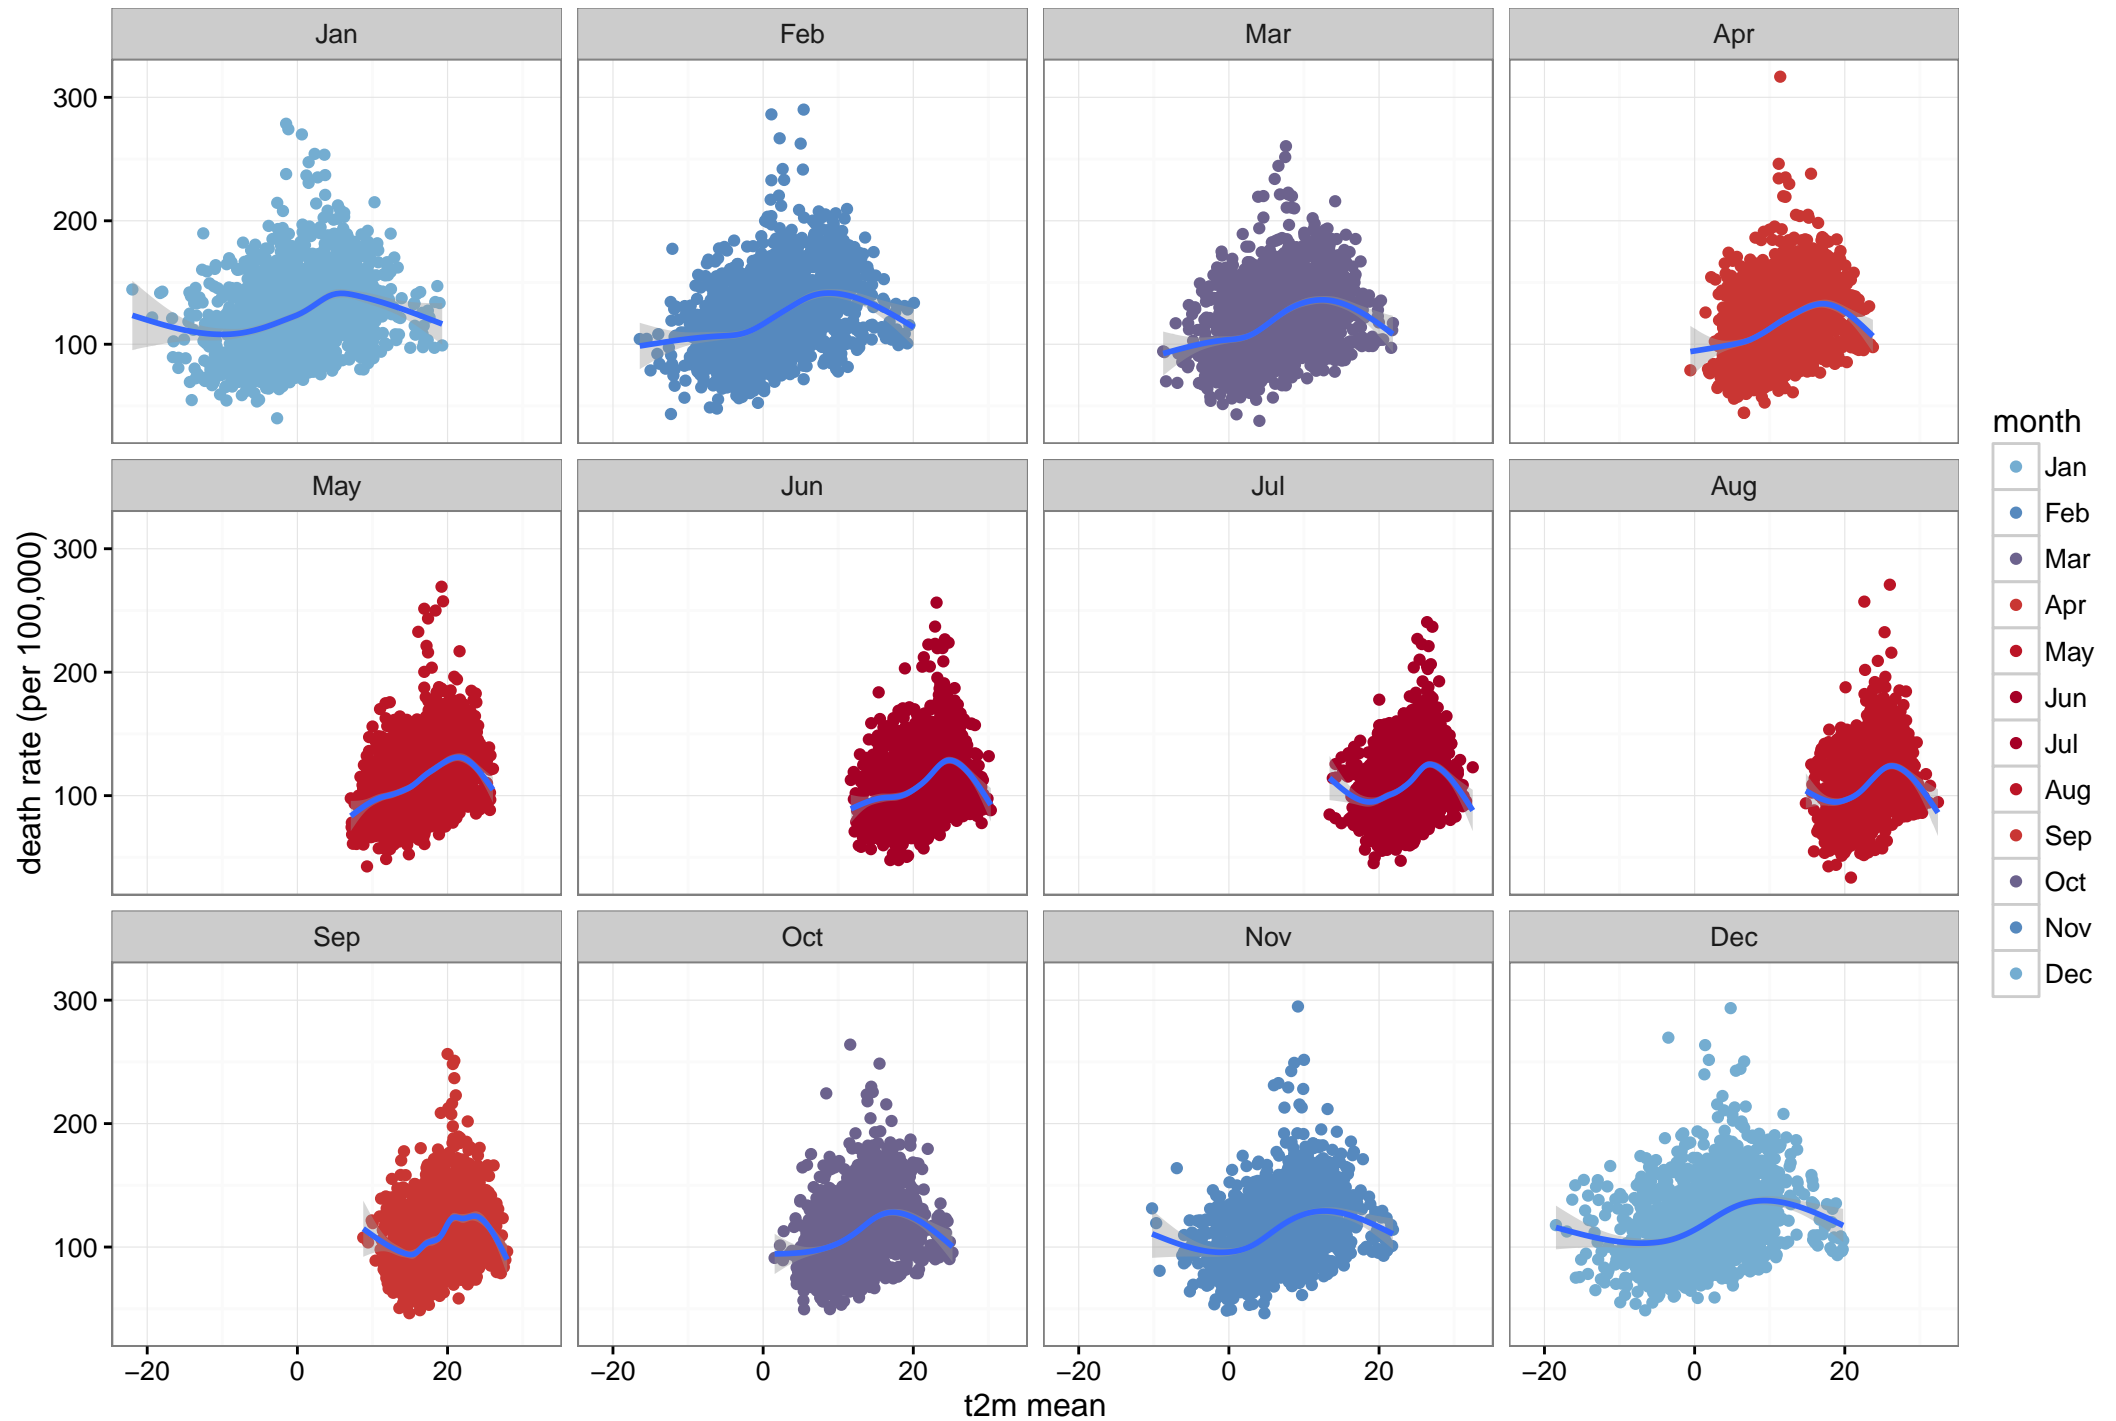 Jan Feb Mar Apr
300
200
100
May Jun Jul Aug
300
200
100
Sep Oct Nov Dec
300
200
100
−20 0 20 −20 0 20 −20 0 20 −20 0 20
t2m mean
death rate (per 100,000)
month
Jan
Feb
Mar
Apr
May
Jun
Jul
Aug
Sep
Oct
Nov
Dec